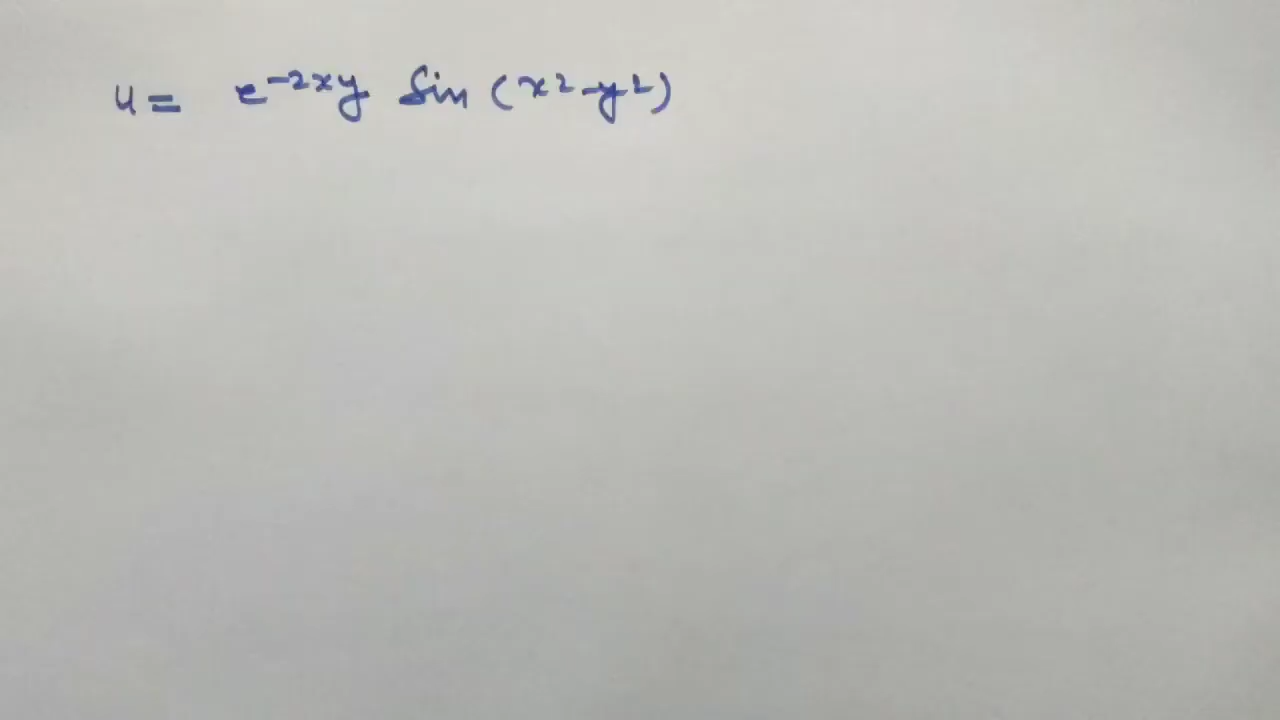 u = e^{-2xy} Sin (x²-y²)